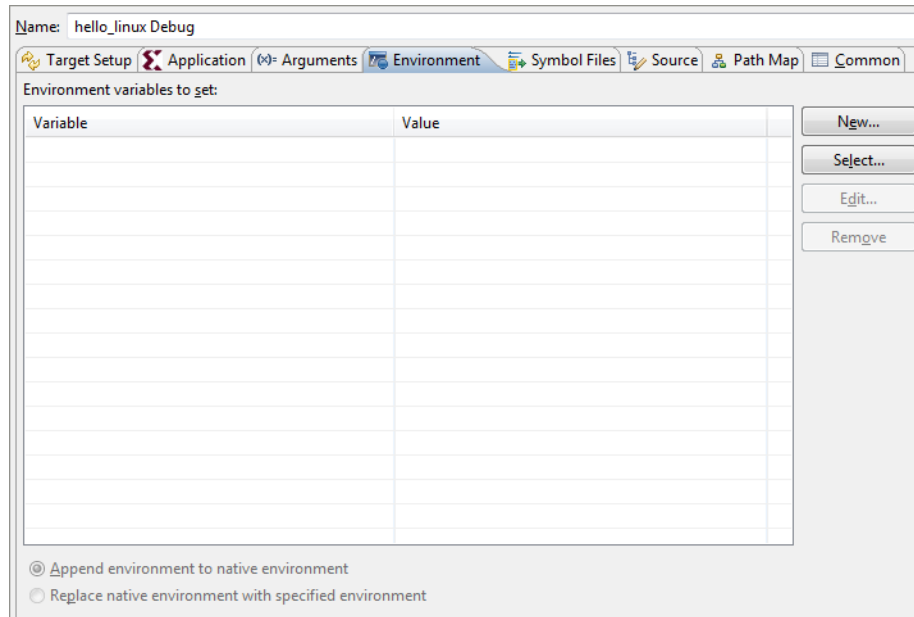 Name: hello_linux Debug
Target Setup Application (x)= Arguments Environment Symbol Files Source Path Map Common
Environment variables to set:
Variable Value
New...
Select...
Edit...
Remove
Append environment to native environment
Replace native environment with specified environment